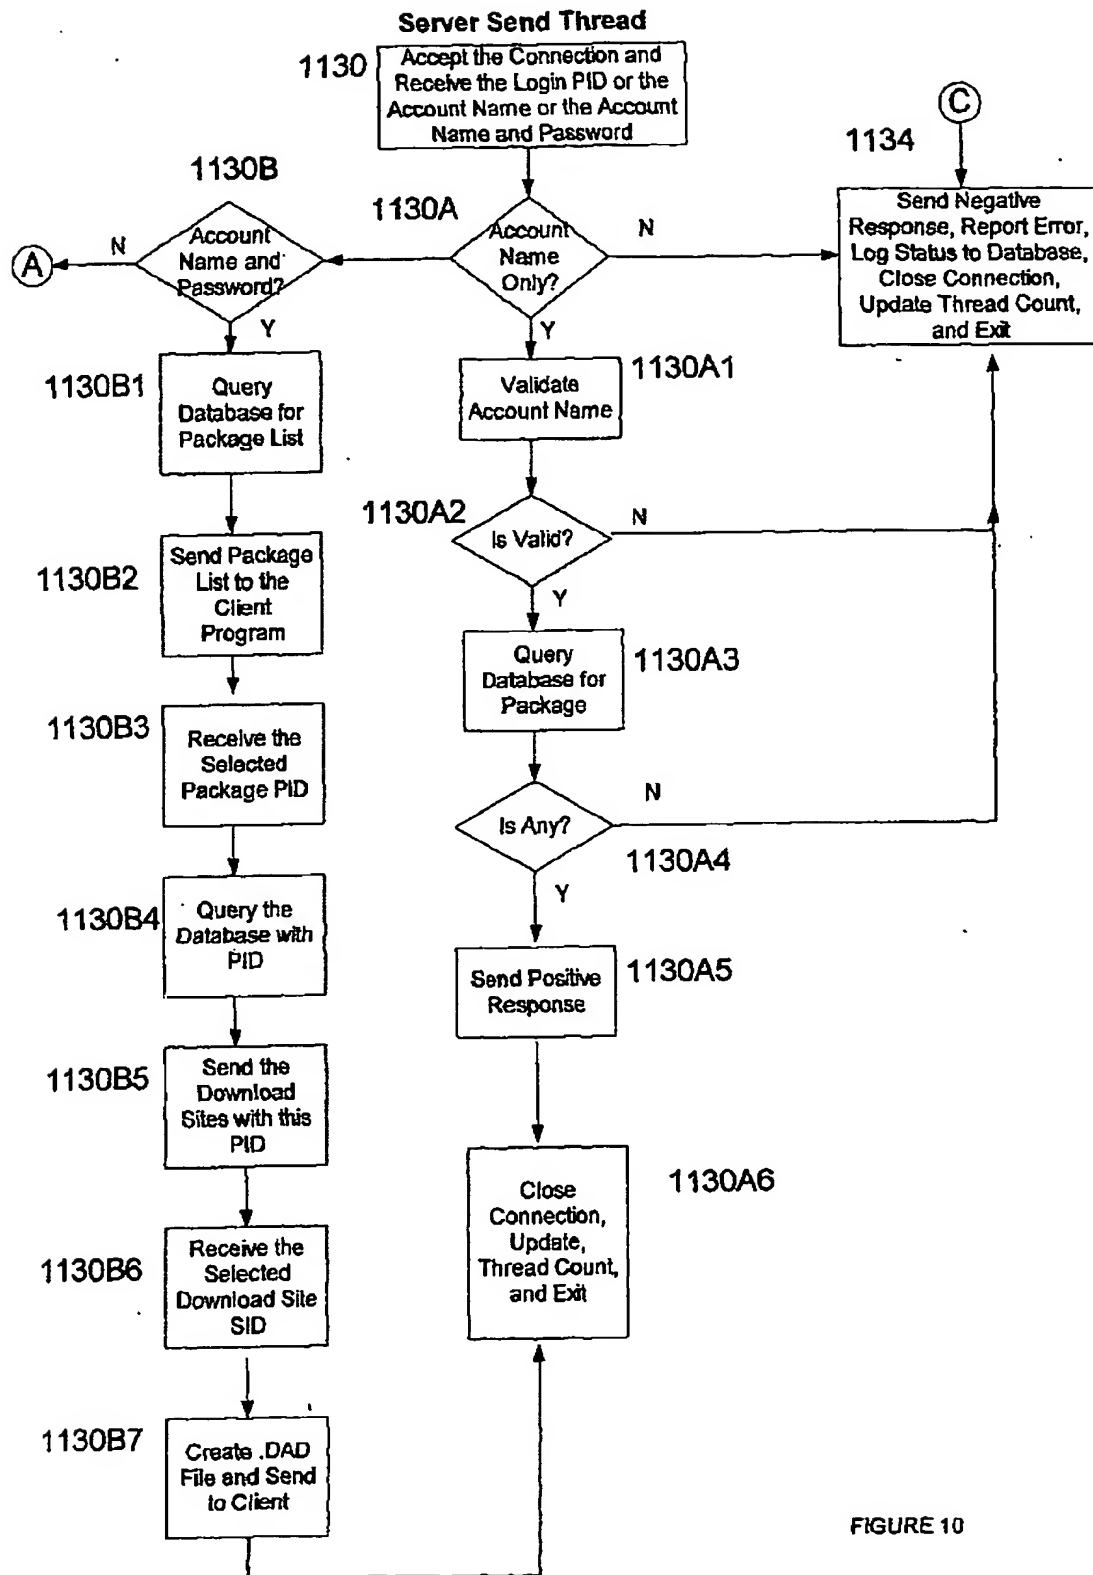 Server Send Thread
1130
Accept the Connection and
Receive the Login PID or the
Account Name or the Account
Name and Password
C
1134
Send Negative
Response, Report Error,
Log Status to Database,
Close Connection,
Update Thread Count,
and Exit
1130B
1130A
A
N
Account
Name and
Password?
Account
Name
Only?
N
Y
Y
1130B1
Query
Database for
Package List
Validate
Account Name
1130A1
1130A2
Is Valid?
N
Y
1130B2
Send Package
List to the
Client
Program
Query
Database for
Package
1130A3
1130B3
Receive the
Selected
Package PID
Is Any?
N
1130A4
Y
1130B4
Query the
Database with
PID
Send Positive
Response
1130A5
1130B5
Send the
Download
Sites with this
PID
Close
Connection,
Update,
Thread Count,
and Exit
1130A6
1130B6
Receive the
Selected
Download Site
SID
1130B7
Create .DAD
File and Send
to Client
FIGURE 10